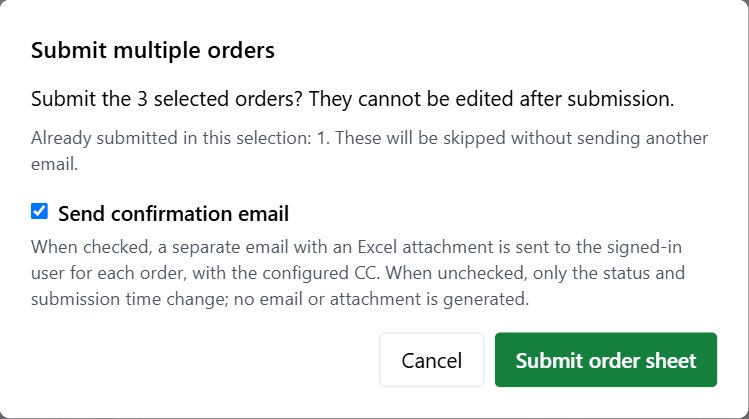 Submit multiple orders
Submit the 3 selected orders? They cannot be edited after submission.
Already submitted in this selection: 1. These will be skipped without sending another
email.
Send confirmation email
When checked, a separate email with an Excel attachment is sent to the signed-in
user for each order, with the configured CC. When unchecked, only the status and
submission time change; no email or attachment is generated.
Cancel
Submit order sheet